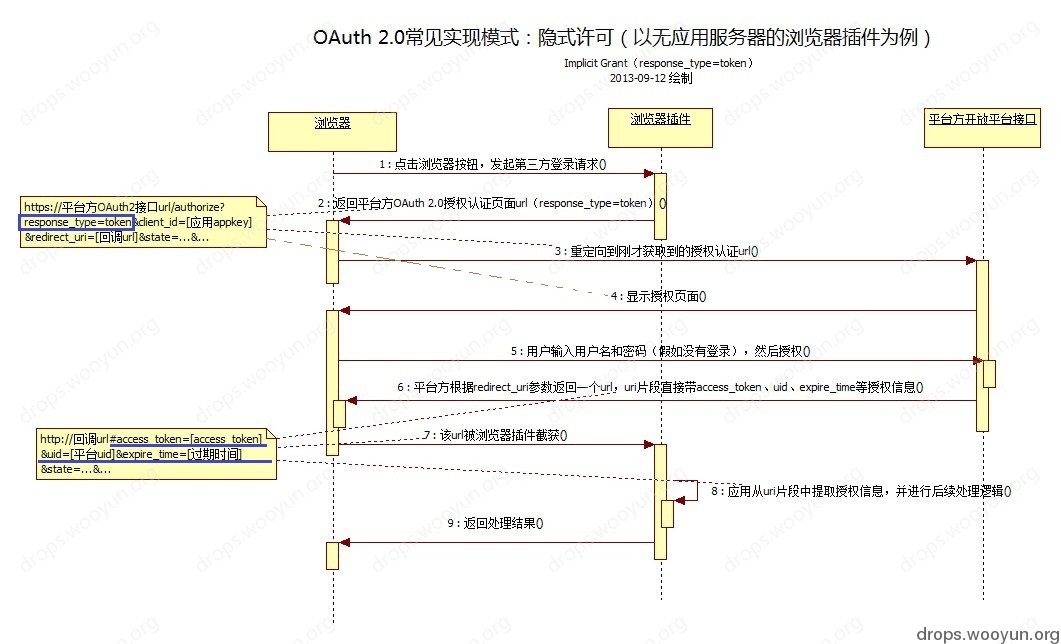 OAuth 2.0常见实现模式：隐式许可（以无应用服务器的浏览器插件为例）
Implicit Grant（response_type=token）
2013-09-12 绘制
浏览器
浏览器插件
平台方开放平台接口
1 : 点击浏览器按钮，发起第三方登录请求()
https://平台方OAuth2接口url/authorize?
response_type=token&client_id=[应用appkey]
&redirect_uri=[回调url]&state=...&...
2 : 返回平台方OAuth 2.0授权认证页面url（response_type=token）()
3 : 重定向到刚才获取到的授权认证url()
4 : 显示授权页面()
5 : 用户输入用户名和密码（假如没有登录），然后授权()
6 : 平台方根据redirect_uri参数返回一个url，uri片段直接带access_token、uid、expire_time等授权信息()
http://回调url#access_token=[access_token]
&uid=[平台uid]&expire_time=[过期时间]
&state=...&...
7 : 该url被浏览器插件截获()
8 : 应用从uri片段中提取授权信息，并进行后续处理逻辑()
9 : 返回处理结果()
drops.wooyun.org